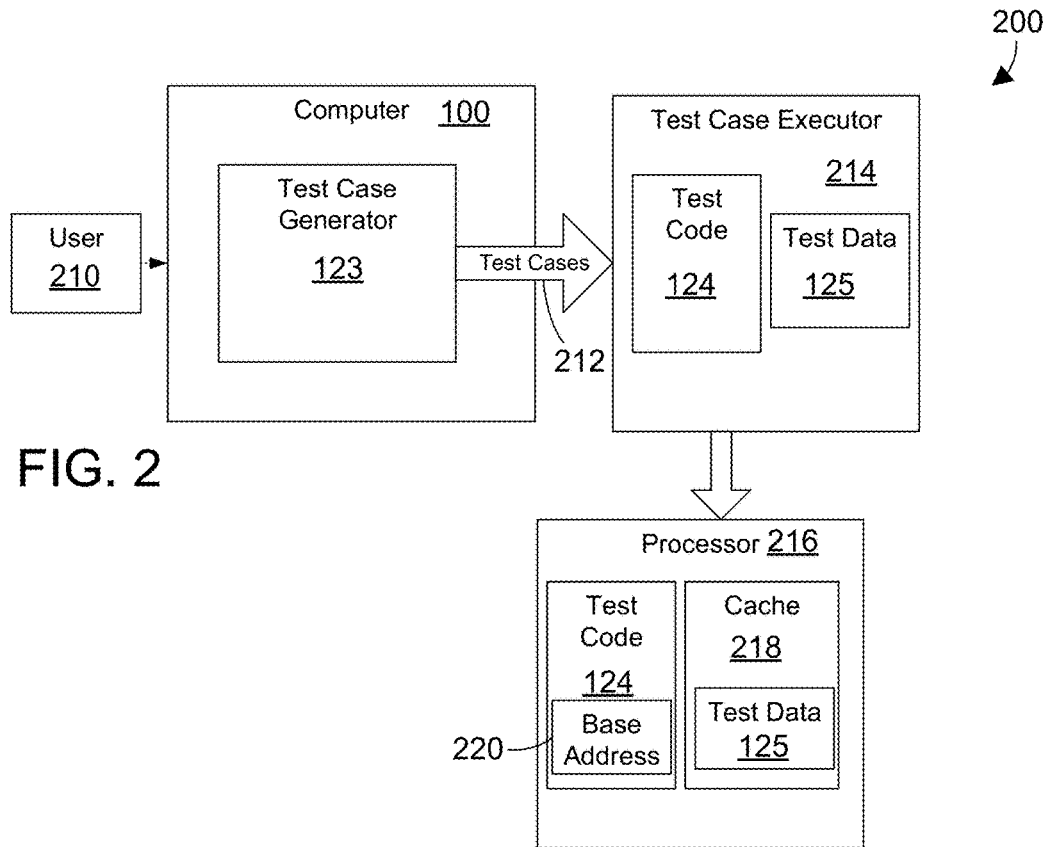 200
Computer 100
Test Case Executor
214
Test Case
Generator
123
User
210
Test Cases
212
Test
Code
124
Test Data
125
FIG. 2
Processor 216
Test
Code
124
Cache
218
220
Base
Address
Test Data
125